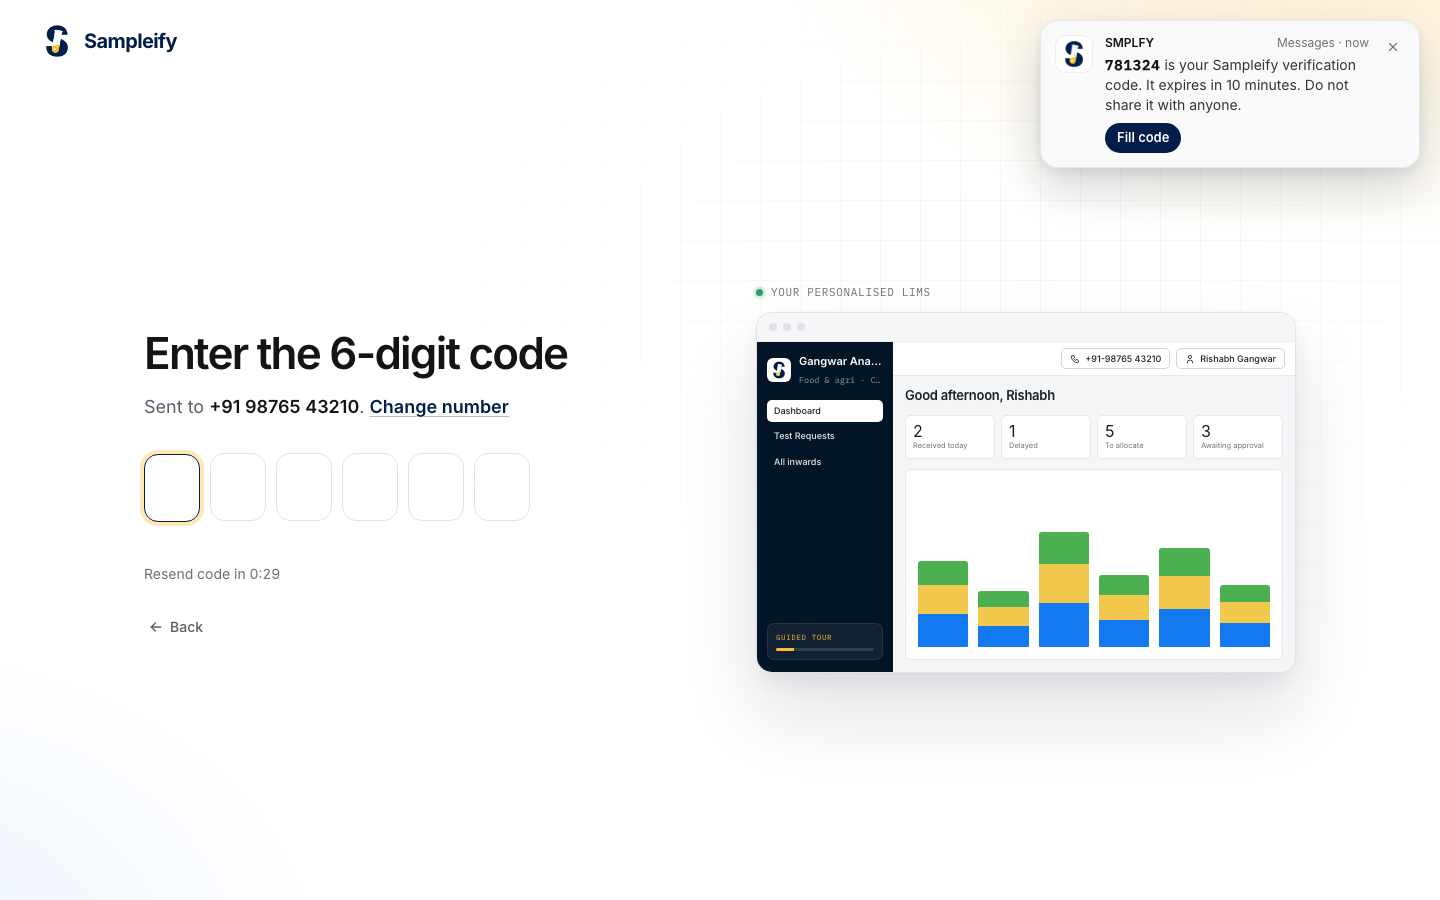 Sampleify
SMPLFY
Messages · now
781324 is your Sampleify verification
code. It expires in 10 minutes. Do not
share it with anyone.
Fill code
Enter the 6-digit code
Sent to +91 98765 43210. Change number
Resend code in 0:29
← Back
YOUR PERSONALISED LIMS
Gangwar Ana...
Food & agri · C...
Dashboard
Test Requests
All inwards
GUIDED TOUR
+91-98765 43210
Rishabh Gangwar
Good afternoon, Rishabh
2
Received today
1
Delayed
5
To allocate
3
Awaiting approval